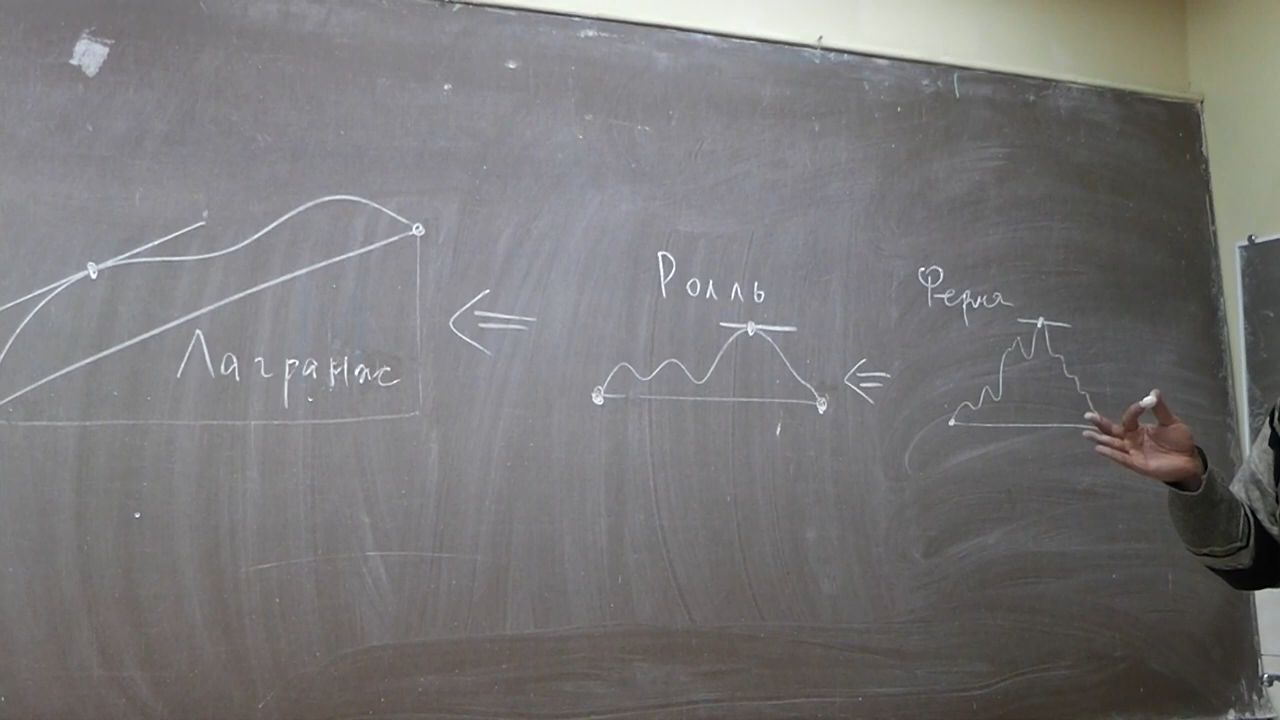 Лагранж
⇐
Ролль
⇐
Ферма